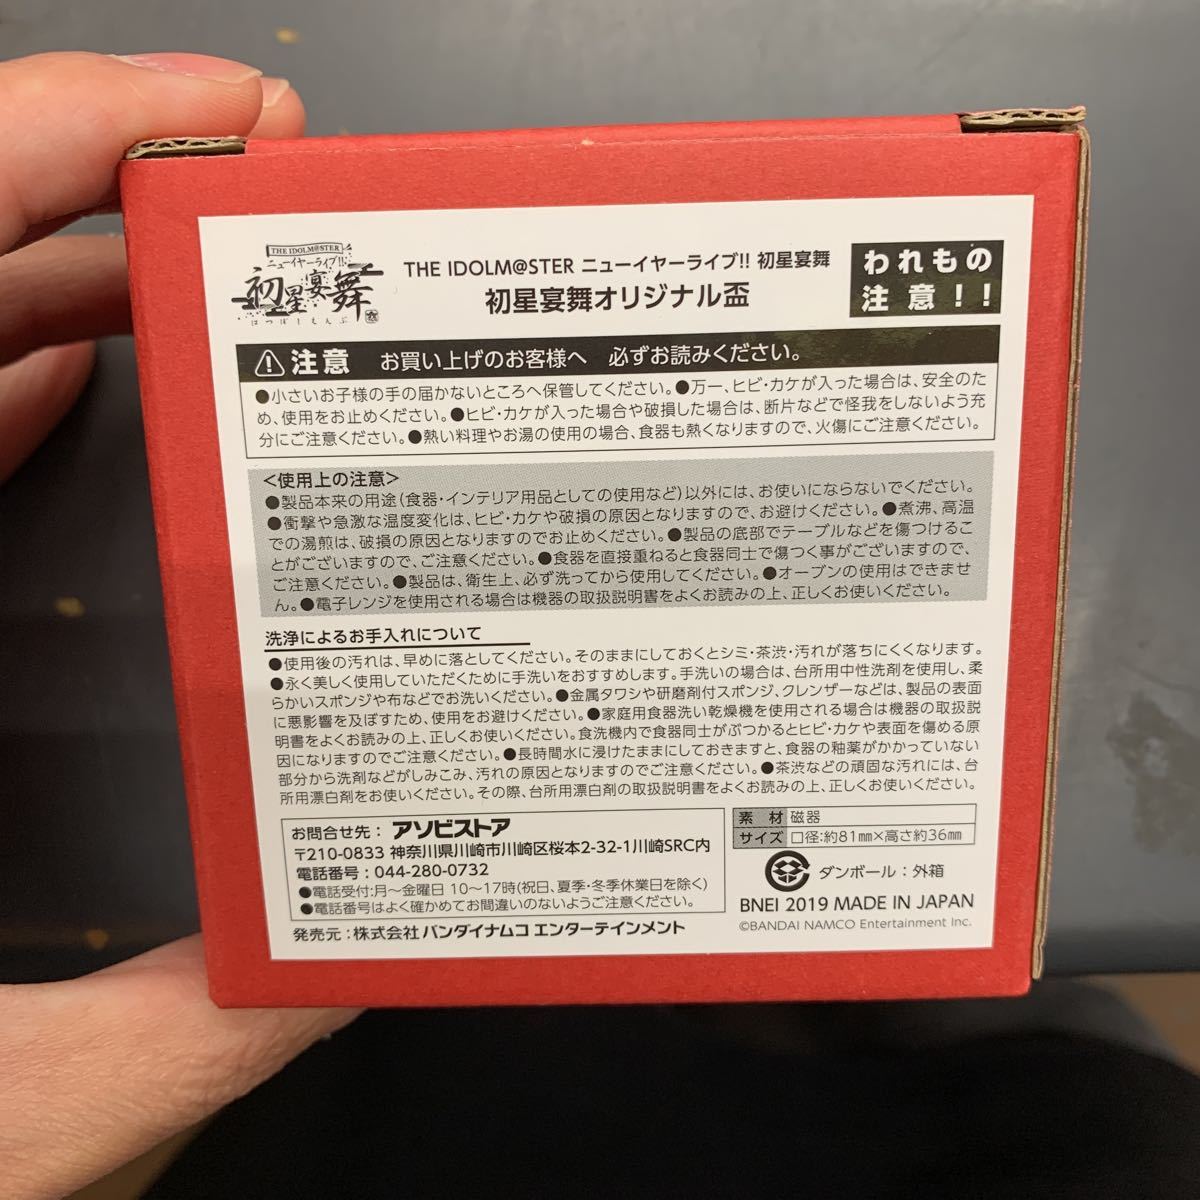 THE IDOLM@STER
ニューイヤーライブ!!
初星宴舞
はつぼしえんぶ
THE IDOLM@STER ニューイヤーライブ!! 初星宴舞
初星宴舞オリジナル盃
われもの
注意!!
注意 お買い上げのお客様へ 必ずお読みください。
●小さいお子様の手の届かないところへ保管してください。●万一、ヒビ・カケが入った場合は、安全のた
め、使用をお止めください。●ヒビ・カケが入った場合や破損した場合は、断片などで怪我をしないよう充
分にご注意ください。●熱い料理やお湯の使用の場合、食器も熱くなりますので、火傷にご注意ください。
<使用上の注意>
●製品本来の用途(食器・インテリア用品としての使用など)以外には、お使いにならないでください。
●衝撃や急激な温度変化は、ヒビ・カケや破損の原因となりますので、お避けください。●煮沸、高温
での湯煎は、破損の原因となりますのでお止めください。●製品の底部でテーブルなどを傷つけるこ
とがございますので、ご注意ください。●食器を直接重ねると食器同士で傷つく事がございますので、
ご注意ください。●製品は、衛生上、必ず洗ってから使用してください。●オーブンの使用はできませ
ん。●電子レンジを使用される場合は機器の取扱説明書をよくお読みの上、正しくお使いください。
洗浄によるお手入れについて
●使用後の汚れは、早めに落としてください。そのままにしておくとシミ・茶渋・汚れが落ちにくくなります。
●永く美しく使用していただくために手洗いをおすすめします。手洗いの場合は、台所用中性洗剤を使用し、柔
らかいスポンジや布などでお洗いください。●金属タワシや研磨剤付スポンジ、クレンザーなどは、製品の表面
に悪影響を及ぼすため、使用をお避けください。●家庭用食器洗い乾燥機を使用される場合は機器の取扱説
明書をよくお読みの上、正しくお使いください。食洗機内で食器同士がぶつかるとヒビ・カケや表面を傷める原
因になりますのでご注意ください。●長時間水に浸けたままにしておきますと、食器の釉薬がかかっていない
部分から洗剤などがしみこみ、汚れの原因となりますのでご注意ください。●茶渋などの頑固な汚れには、台
所用漂白剤をお使いください。その際、台所用漂白剤の取扱説明書をよくお読みの上、正しくお使いください。
お問合せ先:アソビストア
〒210-0833 神奈川県川崎市川崎区桜本2-32-1川崎SRC内
電話番号:044-280-0732
●電話受付:月～金曜日 10～17時(祝日、夏季・冬季休業日を除く)
●電話番号はよく確かめてお間違いのないようご注意ください。
発売元:株式会社 バンダイナムコ エンターテインメント
素材 磁器
サイズ 口径:約81mm×高さ約36mm
ダンボール:外箱
BNEI 2019 MADE IN JAPAN
©BANDAI NAMCO Entertainment Inc.